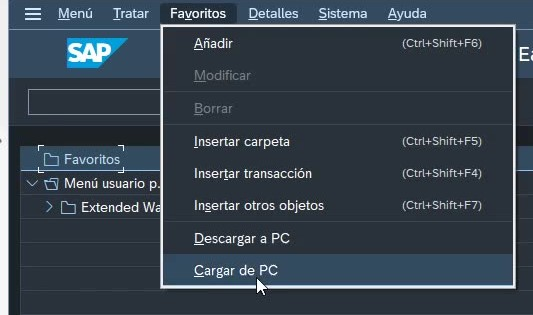 Menú Tratar Favoritos Detalles Sistema Ayuda
SAP
Añadir (Ctrl+Shift+F6)
Modificar
Borrar
Insertar carpeta (Ctrl+Shift+F5)
Insertar transacción (Ctrl+Shift+F4)
Insertar otros objetos (Ctrl+Shift+F7)
Descargar a PC
Cargar de PC
Ea
Favoritos
Menú usuario p.
Extended Wa